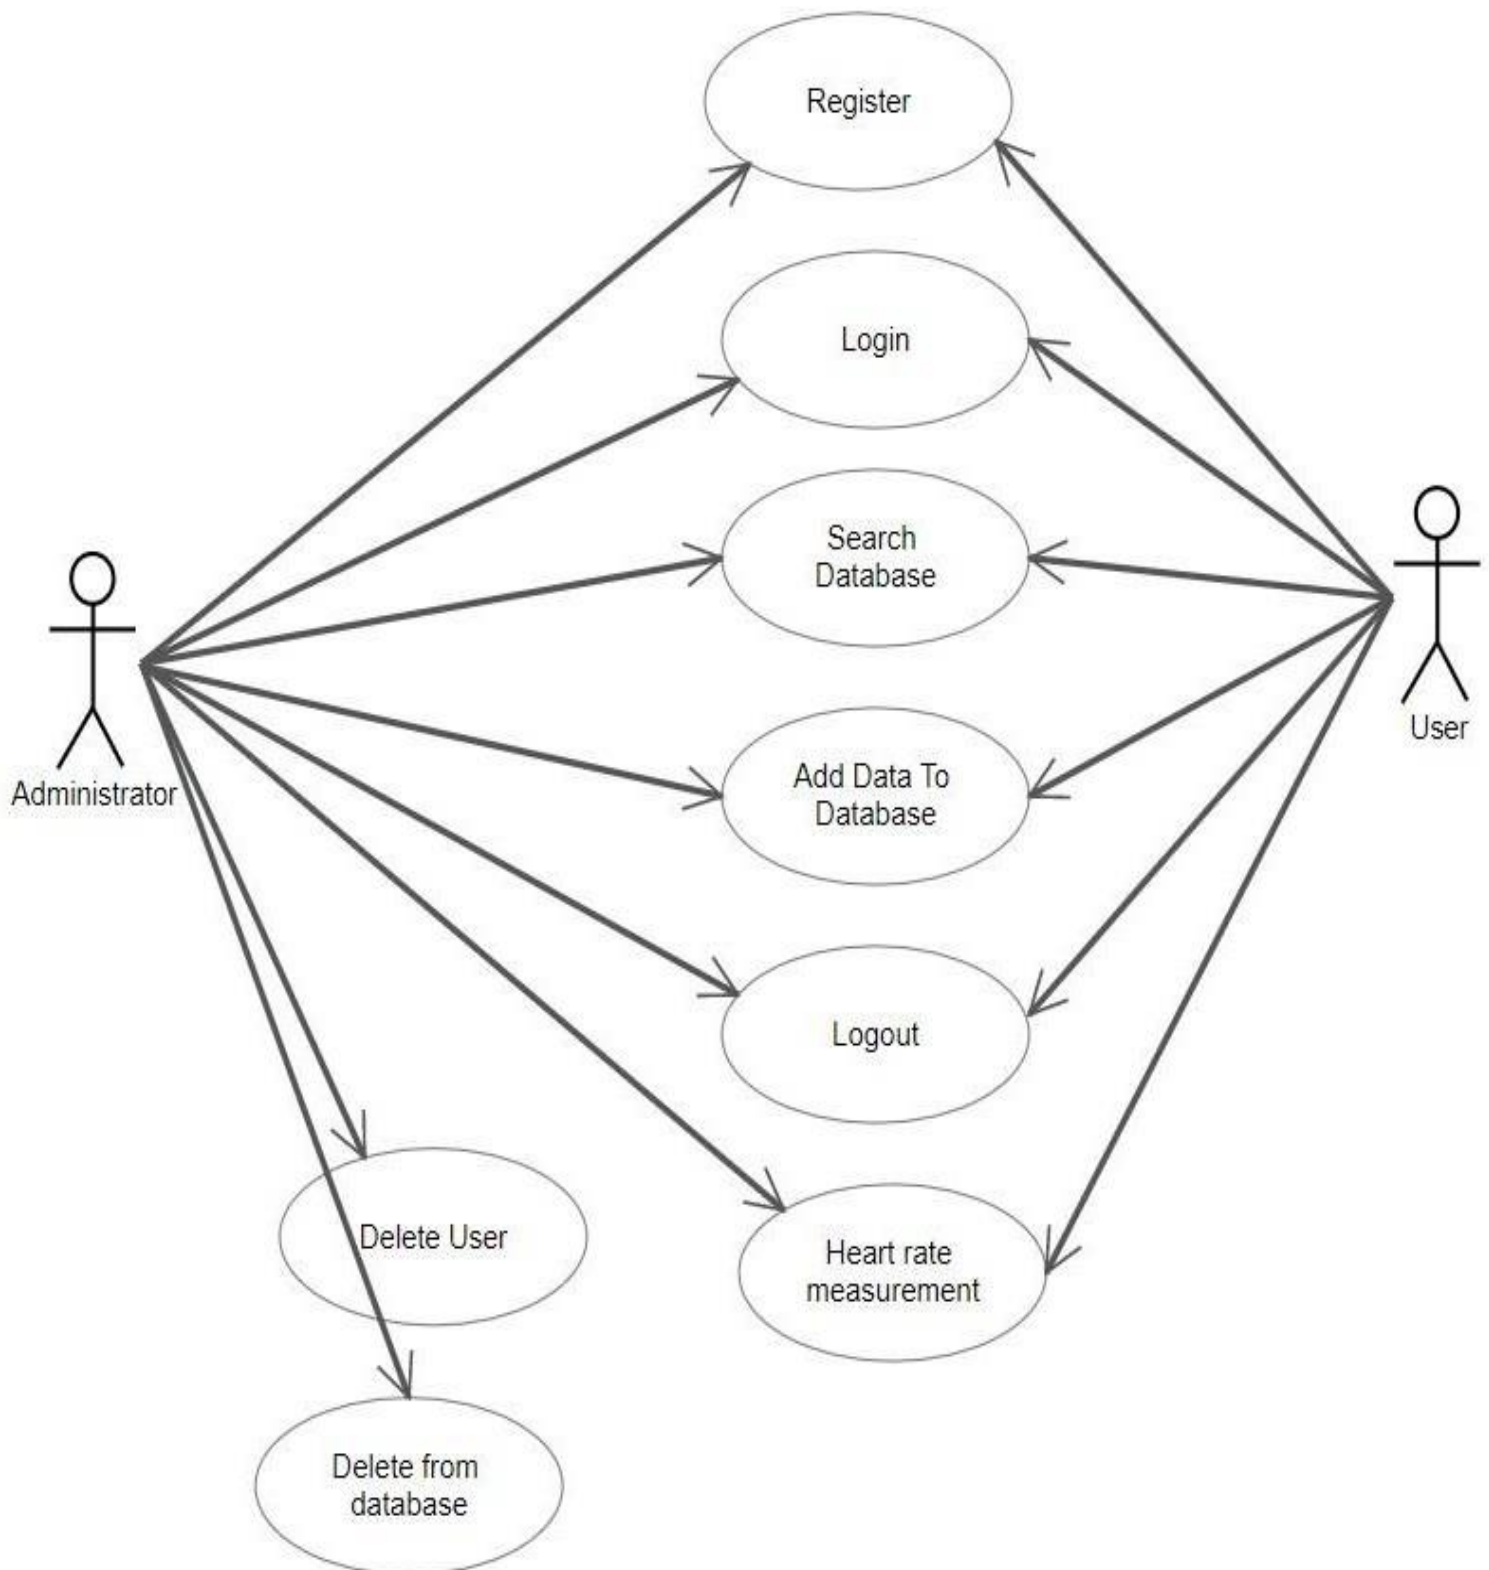 Register
Login
Search
Database
User
Administrator
Add Data To
Database
Logout
Delete User
Heart rate
measurement
Delete from
database